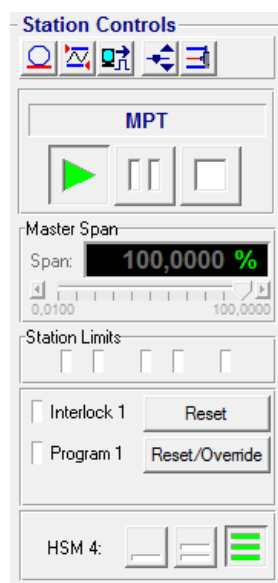 Station Controls
MPT
Master Span
Span: 100,0000 %
0,0100 100,0000
Station Limits
Interlock 1 Reset
Program 1 Reset/Override
HSM 4: